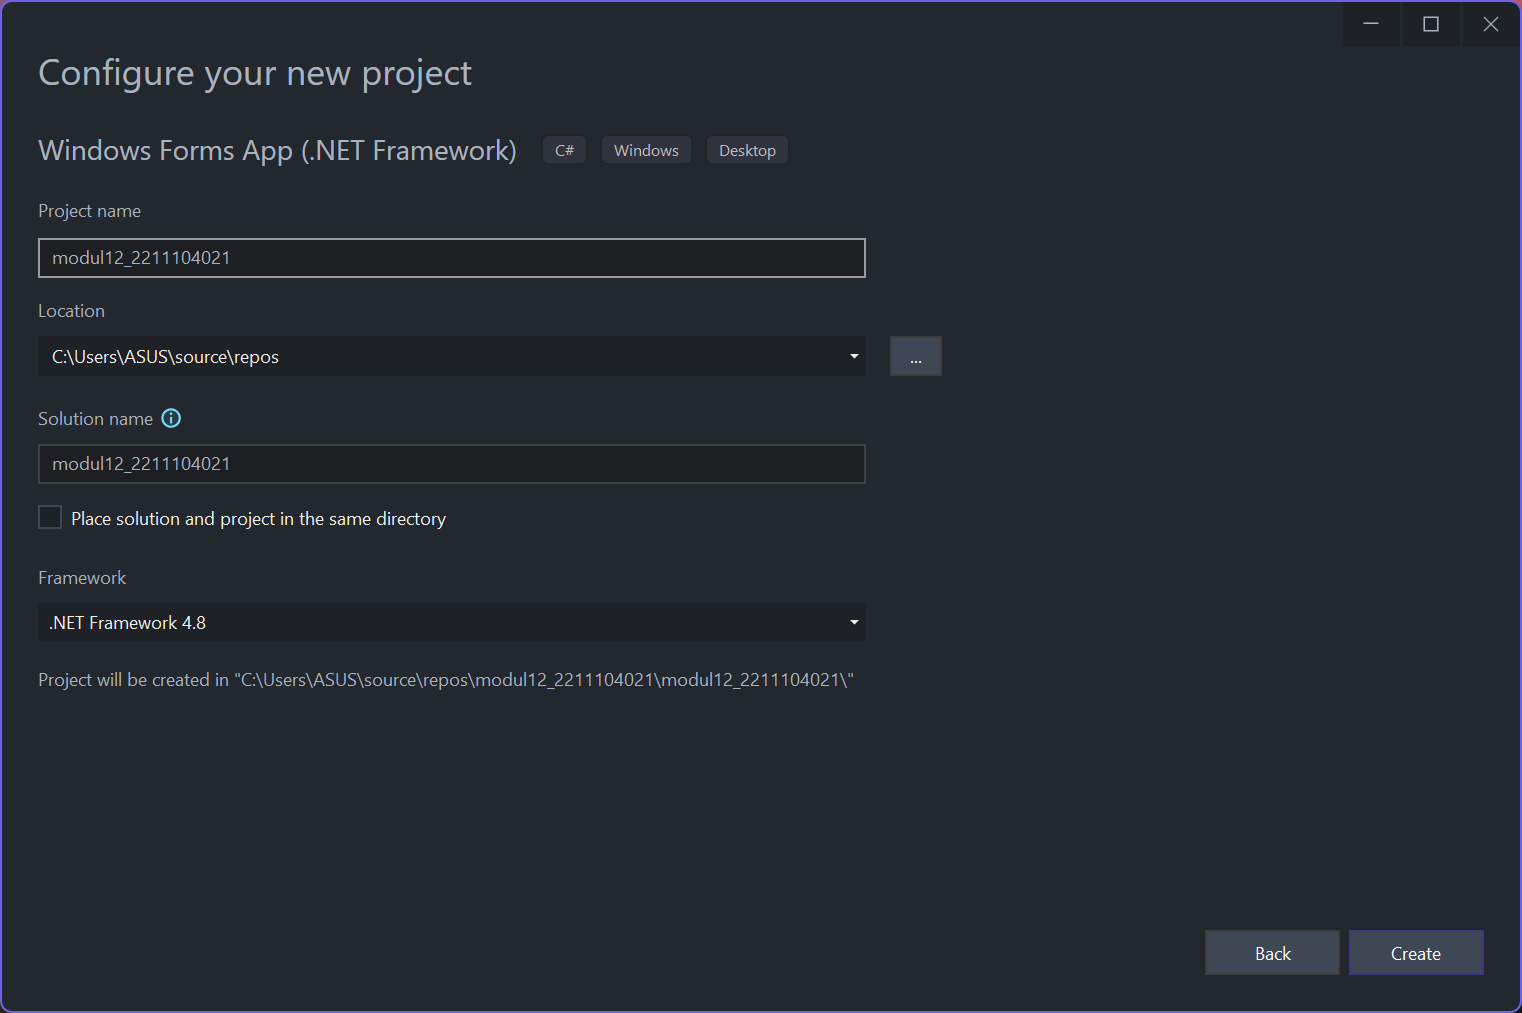 Configure your new project
Windows Forms App (.NET Framework) C# Windows Desktop
Project name
modul12_2211104021
Location
C:\Users\ASUS\source\repos
...
Solution name
modul12_2211104021
Place solution and project in the same directory
Framework
.NET Framework 4.8
Project will be created in "C:\Users\ASUS\source\repos\modul12_2211104021\modul12_2211104021\"
Back Create